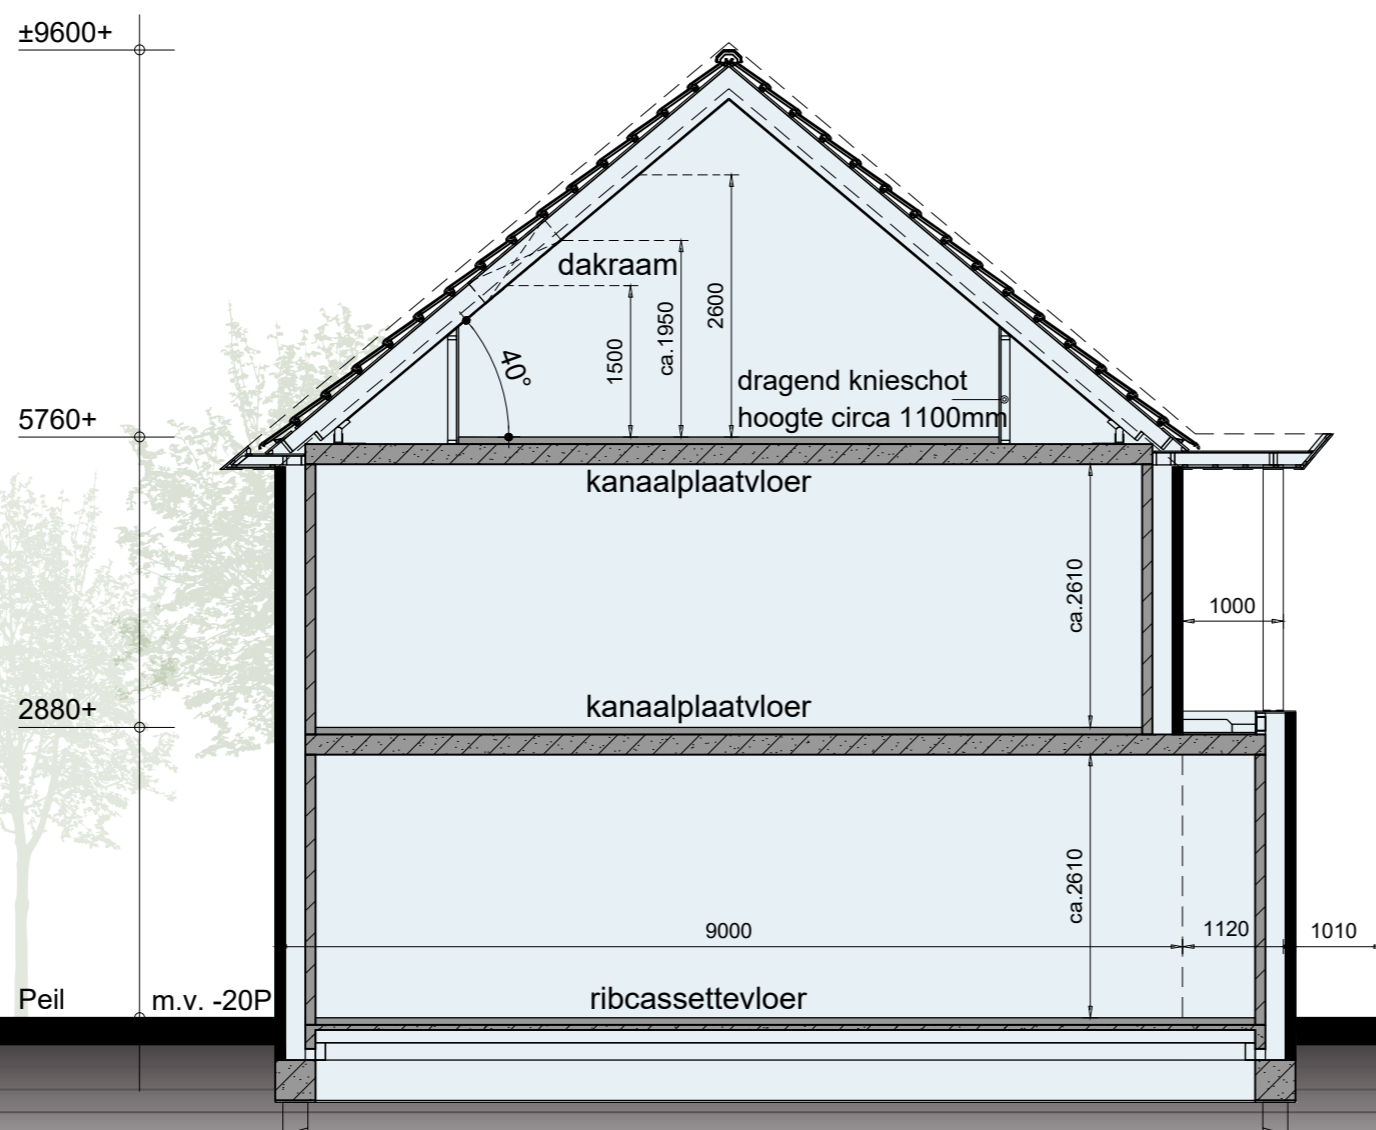 ±9600+
dakraam
2600
ca.1950
1500
40°
dragend knieschot
hoogte circa 1100mm
5760+
kanaalplaatvloer
ca.2610
1000
kanaalplaatvloer
2880+
ca.2610
9000
1120
1010
Peil
m.v. -20P
ribcassettevloer